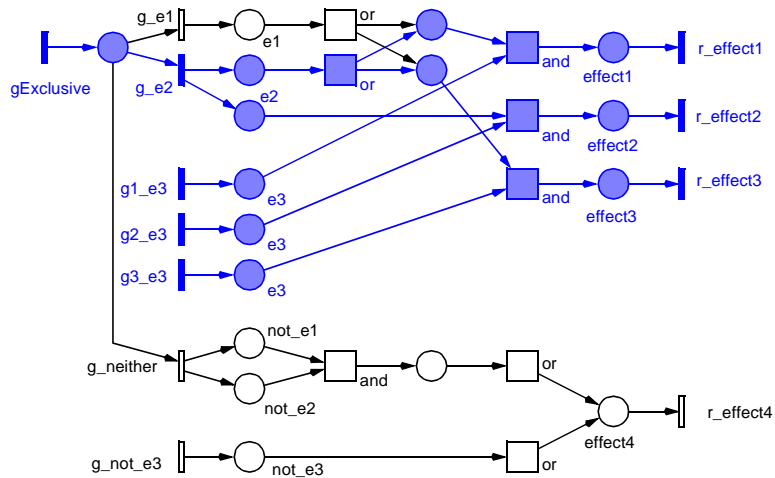 g_e1
or
e1
r_effect1
and
effect1
gExclusive
g_e2
or
e2
r_effect2
and
effect2
g1_e3
e3
r_effect3
and
effect3
g2_e3
e3
g3_e3
e3
not_e1
g_neither
and
or
not_e2
r_effect4
effect4
g_not_e3
not_e3
or